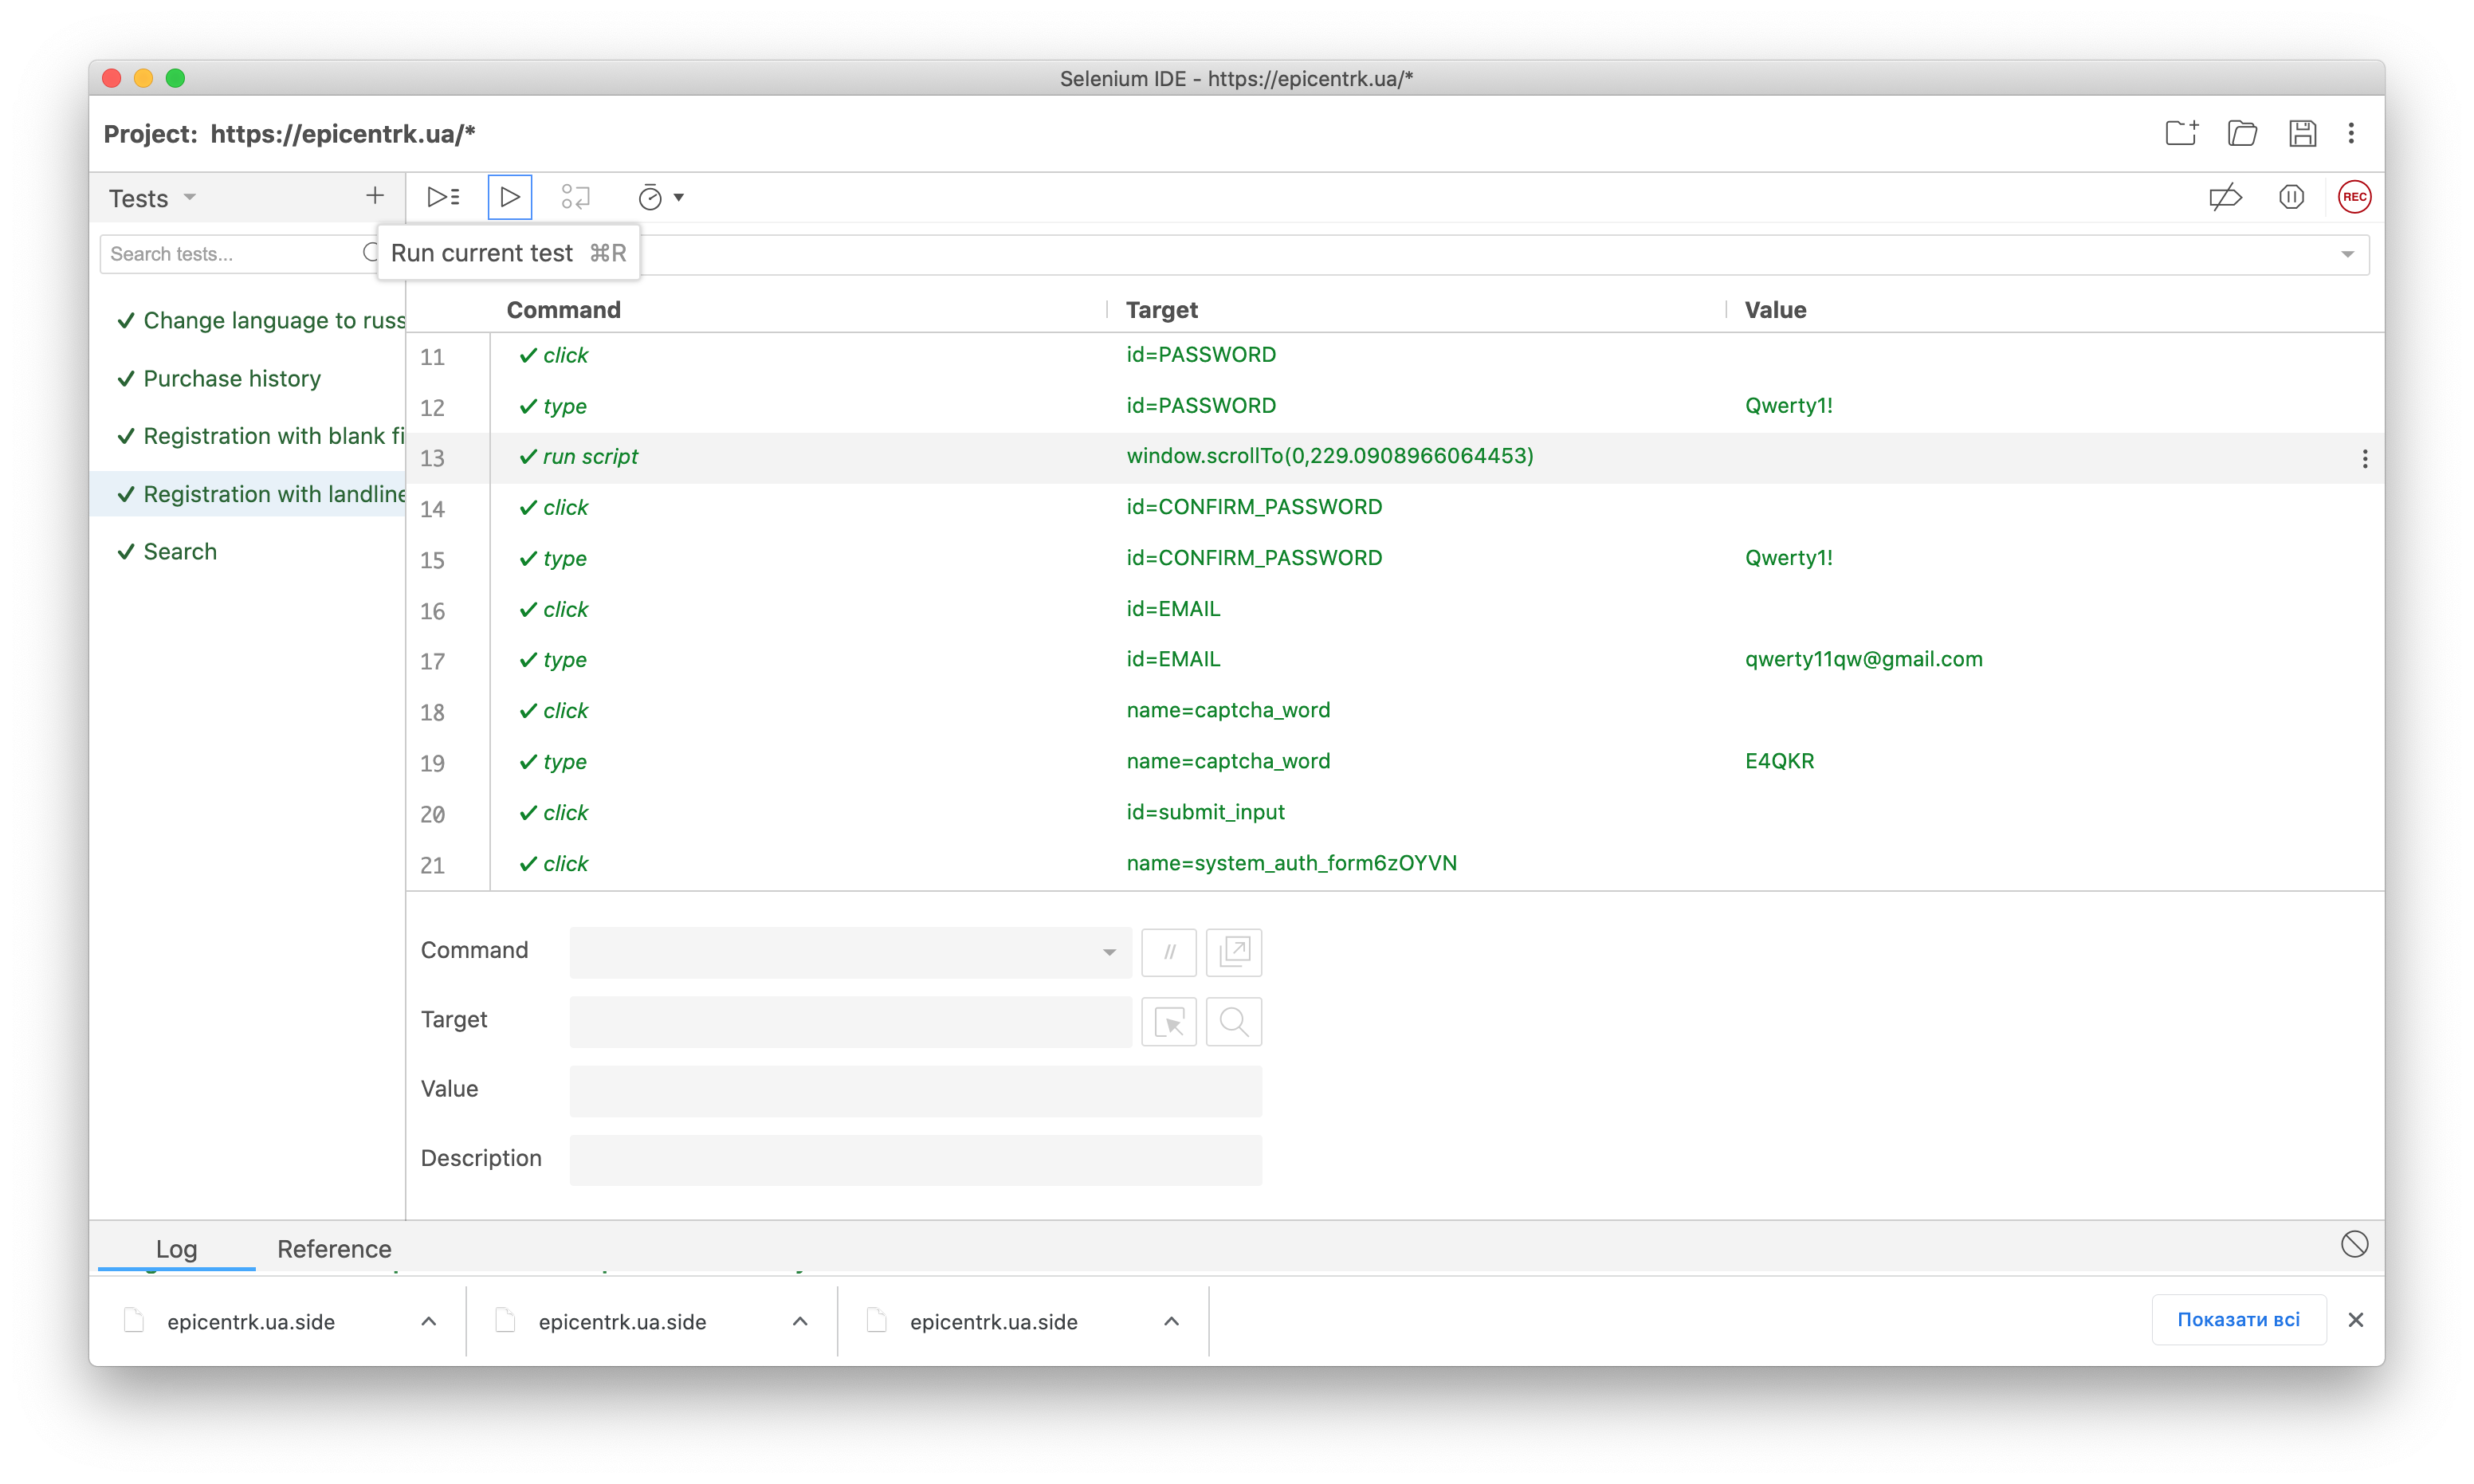 Selenium IDE - https://epicentrk.ua/*
Project: https://epicentrk.ua/*
Tests
REC
Search tests...
Run current test ⌘R
Change language to russ
Purchase history
Registration with blank fi
Registration with landline
Search
Command Target Value
11 click id=PASSWORD
12 type id=PASSWORD Qwerty1!
13 run script window.scrollTo(0,229.0908966064453)
14 click id=CONFIRM_PASSWORD
15 type id=CONFIRM_PASSWORD Qwerty1!
16 click id=EMAIL
17 type id=EMAIL qwerty11qw@gmail.com
18 click name=captcha_word
19 type name=captcha_word E4QKR
20 click id=submit_input
21 click name=system_auth_form6zOYVN
Command //
Target
Value
Description
Log Reference
epicentrk.ua.side epicentrk.ua.side epicentrk.ua.side Показати всі